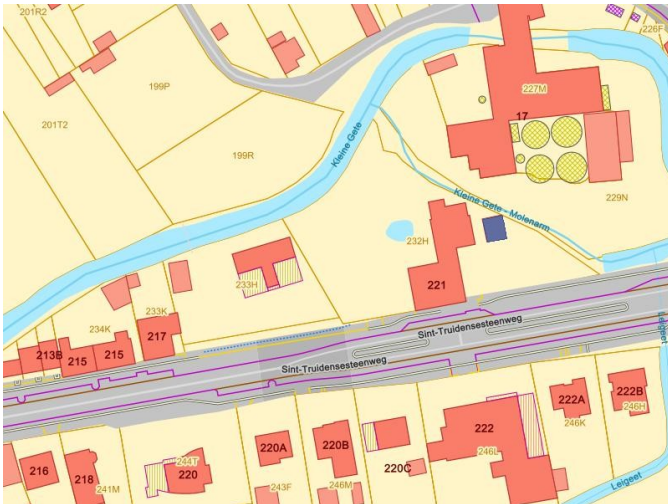 201R2
226F
199P
227M
17
201T2
Kleine Gete
199R
Kleine Gete - Molenarm
229N
232H
233H
221
233K
234K
217
213B
215
215
Sint-Truidensesteenweg
Sint-Truidensesteenweg
Leigeet
222A
222B
246H
246K
222
220A
220B
246L
216
218
244T
220
220C
241M
243F
246M
Leigeet